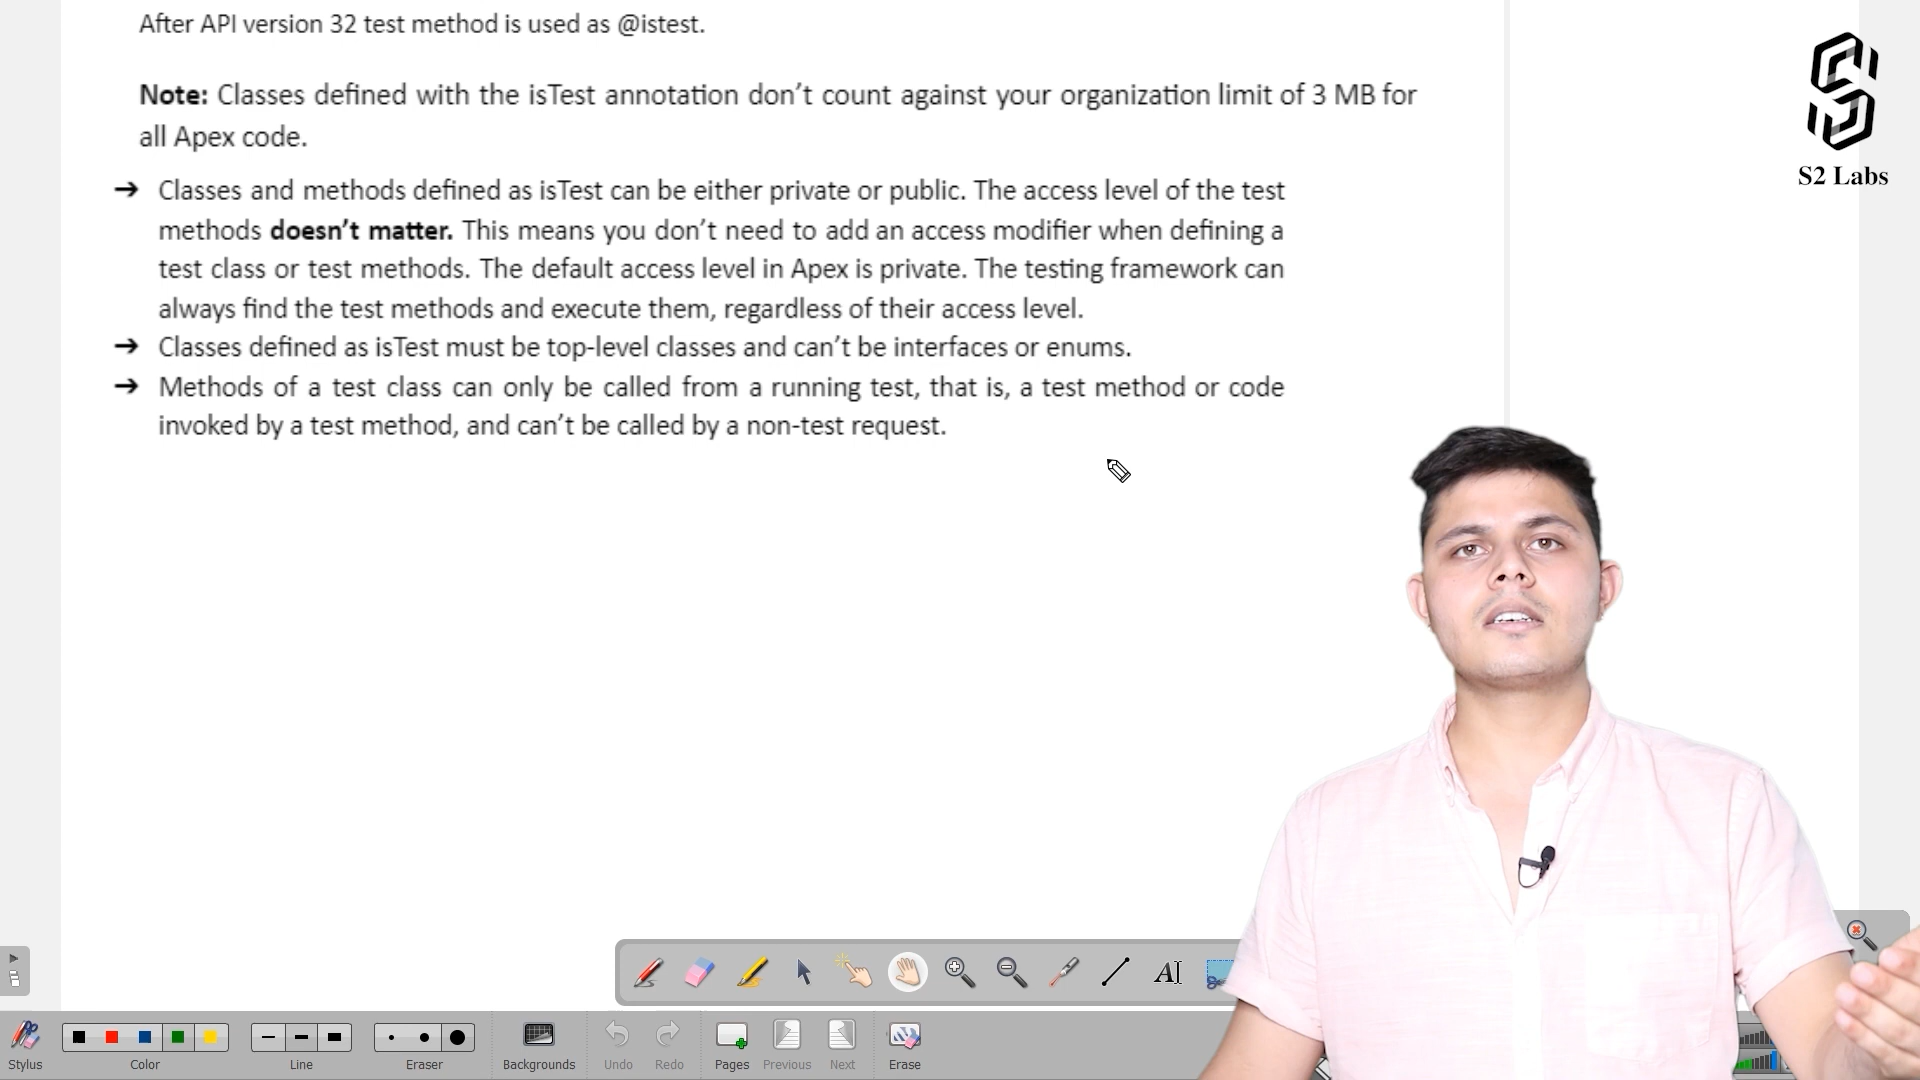 After API version 32 test method is used as @istest.
Note: Classes defined with the isTest annotation don’t count against your organization limit of 3 MB for
all Apex code.
S2 Labs
➔ Classes and methods defined as isTest can be either private or public. The access level of the test
methods doesn’t matter. This means you don’t need to add an access modifier when defining a
test class or test methods. The default access level in Apex is private. The testing framework can
always find the test methods and execute them, regardless of their access level.
➔ Classes defined as isTest must be top-level classes and can’t be interfaces or enums.
➔ Methods of a test class can only be called from a running test, that is, a test method or code
invoked by a test method, and can’t be called by a non-test request.
AI
Stylus Color Line Eraser Backgrounds Undo Redo Pages Previous Next Erase